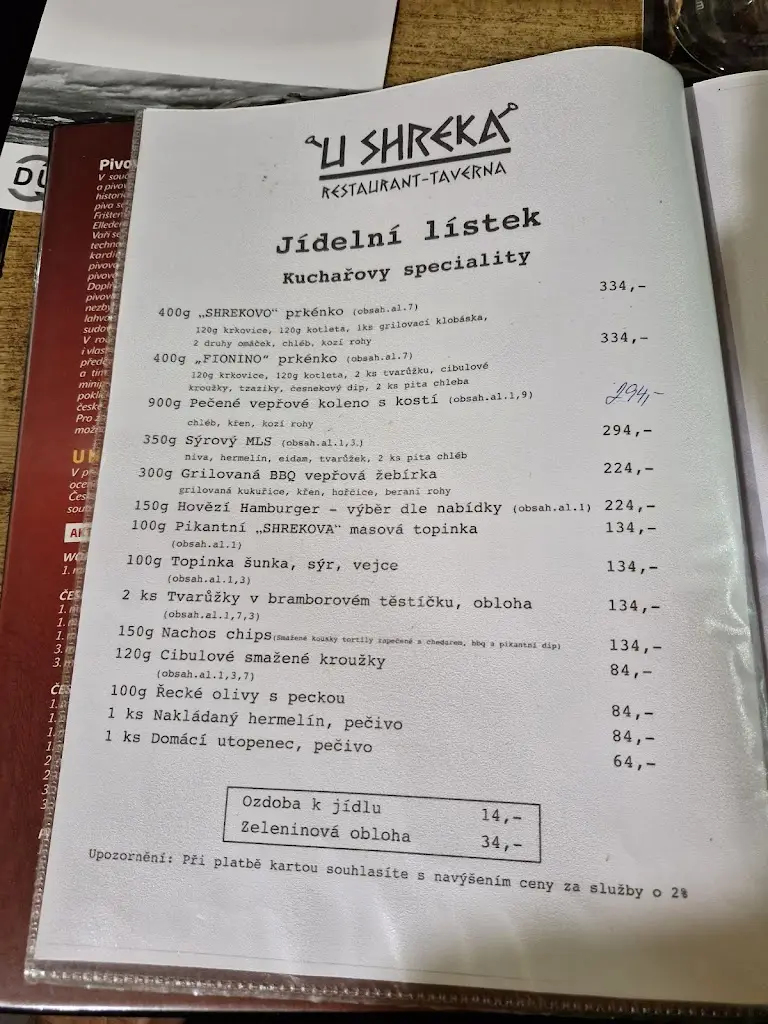 U SHREKA
RESTAURANT-TAVERNA
Jídelní lístek
Kuchařovy speciality
400g „SHREKOVO“ prkénko (obsah.al.7) 334,-
120g krkovice, 120g kotleta, 1ks grilovací klobáska,
2 druhy omáček, chléb, kozí rohy
400g „FIONINO“ prkénko (obsah.al.7) 334,-
120g krkovice, 120g kotleta, 2 ks tvarůžku, cibulové
kroužky, tzaziky, česnekový dip, 2 ks pita chleba
900g Pečené vepřové koleno s kostí (obsah.al.1,9) 294,-
chléb, křen, kozí rohy
350g Sýrový MLS (obsah.al.1,3.) 294,-
niva, hermelín, eidam, tvarůžek, 2 ks pita chléb
300g Grilovaná BBQ vepřová žebírka 224,-
grilovaná kukuřice, křen, hořčice, beraní rohy
150g Hovězí Hamburger - výběr dle nabídky (obsah.al.1) 224,-
100g Pikantní „SHREKOVA“ masová topinka 134,-
(obsah.al.1)
100g Topinka šunka, sýr, vejce 134,-
(obsah.al.1,3)
2 ks Tvarůžky v bramborovém těstíčku, obloha 134,-
(obsah.al.1,7,3)
150g Nachos chips (Smažené kousky tortily zapečené s chedarem, bbq a pikantní dip) 134,-
120g Cibulové smažené kroužky 84,-
(obsah.al.1,3,7)
100g Řecké olivy s peckou 84,-
1 ks Nakládaný hermelín, pečivo 84,-
1 ks Domácí utopenec, pečivo 64,-
Ozdoba k jídlu 14,-
Zeleninová obloha 34,-
Upozornění: Při platbě kartou souhlasíte s navýšením ceny za služby o 2%